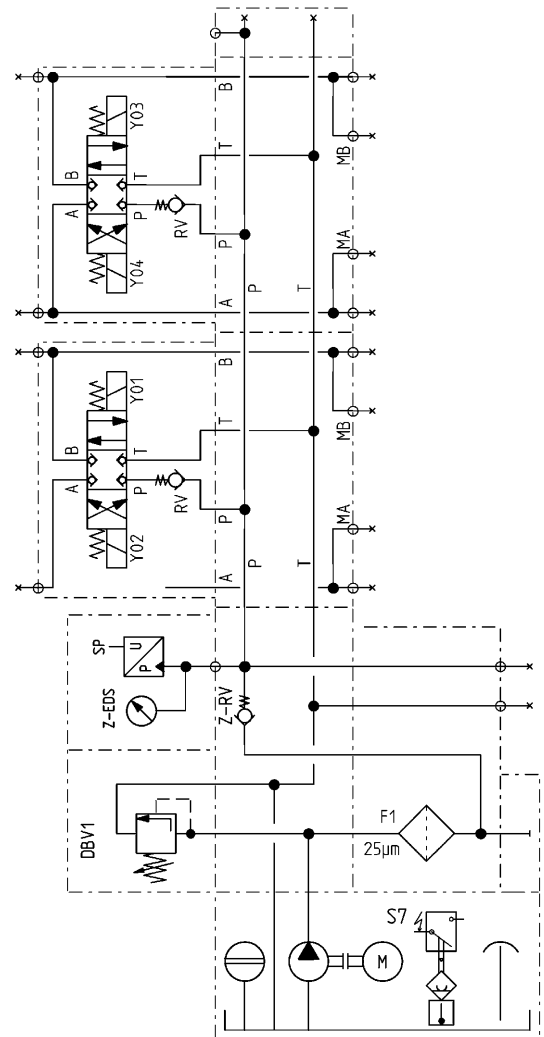 Y03
B
B
T
T
A
P
RV
P
MB
Y04
MA
A
P
T
Y01
B
B
T
T
A
P
RV
P
MB
Y02
MA
A
P
T
SP
U
P
Z-EDS
Z-RV
DBV1
F1
25µm
S7
M